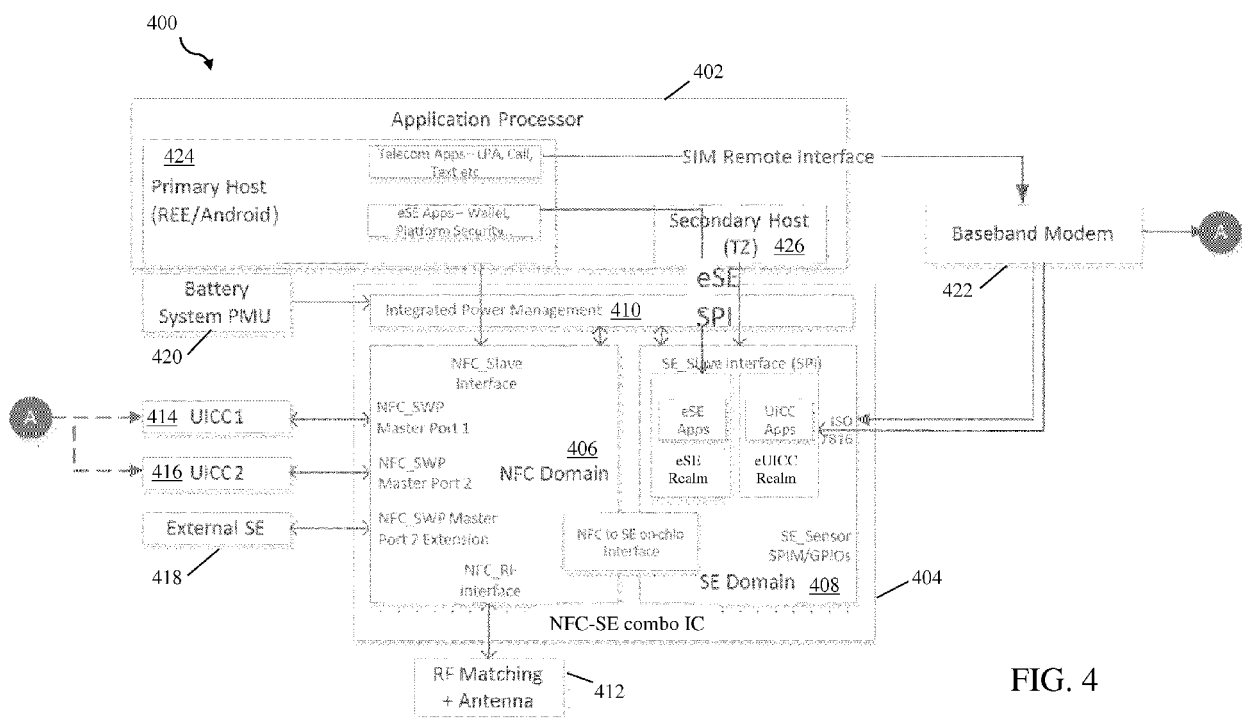 400
402
Application Processor
424
Primary Host
(REE/Android)
Telecom Apps – LPA, Call,
Text etc
eSE Apps – Wallet,
Platform Security
SIM Remote Interface
Secondary Host
(TZ) 426
Baseband Modem
422
A
eSE
SPI
Battery
System PMU
420
Integrated Power Management 410
NFC_Slave
Interface
SE_Slave interface (SPI)
A
414 UICC1
416 UICC2
External SE
418
NFC_SWP
Master Port 1
NFC_SWP
Master Port 2
NFC_SWP Master
Port 2 Extension
406
NFC Domain
NFC_RF
interface
eSE
Apps
eSE
Realm
UICC
Apps
eUICC
Realm
ISO
7816
NFC to SE on-chip
Interface
SE_Sensor
SPIM/GPIOs
SE Domain 408
404
NFC-SE combo IC
RF Matching
+ Antenna
412
FIG. 4